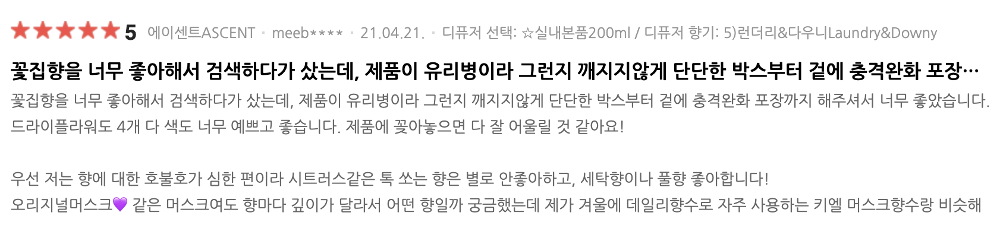 ★★★★★ 5 에이센트ASCENT · meeb**** · 21.04.21. · 디퓨저 선택: ☆실내본품200ml / 디퓨저 향기: 5)런더리&다우니Laundry&Downy
꽃집향을 너무 좋아해서 검색하다가 샀는데, 제품이 유리병이라 그런지 깨지지않게 단단한 박스부터 겉에 충격완화 포장…
꽃집향을 너무 좋아해서 검색하다가 샀는데, 제품이 유리병이라 그런지 깨지지않게 단단한 박스부터 겉에 충격완화 포장까지 해주셔서 너무 좋았습니다.
드라이플라워도 4개 다 색도 너무 예쁘고 좋습니다. 제품에 꽂아놓으면 다 잘 어울릴 것 같아요!
우선 저는 향에 대한 호불호가 심한 편이라 시트러스같은 톡 쏘는 향은 별로 안좋아하고, 세탁향이나 풀향 좋아합니다!
오리지널머스크💜 같은 머스크여도 향마다 깊이가 달라서 어떤 향일까 궁금했는데 제가 겨울에 데일리향수로 자주 사용하는 키엘 머스크향수랑 비슷해